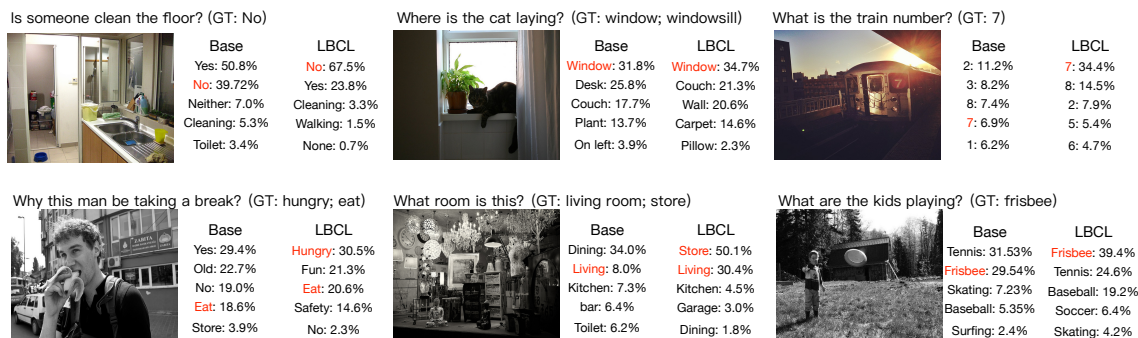 Is someone clean the floor? (GT: No)
Base LBCL
Yes: 50.8% No: 67.5%
No: 39.72% Yes: 23.8%
Neither: 7.0% Cleaning: 3.3%
Cleaning: 5.3% Walking: 1.5%
Toilet: 3.4% None: 0.7%
Where is the cat laying? (GT: window; windowsill)
Base LBCL
Window: 31.8% Window: 34.7%
Desk: 25.8% Couch: 21.3%
Couch: 17.7% Wall: 20.6%
Plant: 13.7% Carpet: 14.6%
On left: 3.9% Pillow: 2.3%
What is the train number? (GT: 7)
Base LBCL
2: 11.2% 7: 34.4%
3: 8.2% 8: 14.5%
8: 7.4% 2: 7.9%
7: 6.9% 5: 5.4%
1: 6.2% 6: 4.7%
7
Why this man be taking a break? (GT: hungry; eat)
Base LBCL
Yes: 29.4% Hungry: 30.5%
Old: 22.7% Fun: 21.3%
No: 19.0% Eat: 20.6%
Eat: 18.6% Safety: 14.6%
Store: 3.9% No: 2.3%
ZABITA
What room is this? (GT: living room; store)
Base LBCL
Dining: 34.0% Store: 50.1%
Living: 8.0% Living: 30.4%
Kitchen: 7.3% Kitchen: 4.5%
bar: 6.4% Garage: 3.0%
Toilet: 6.2% Dining: 1.8%
What are the kids playing? (GT: frisbee)
Base LBCL
Tennis: 31.53% Frisbee: 39.4%
Frisbee: 29.54% Tennis: 24.6%
Skating: 7.23% Baseball: 19.2%
Baseball: 5.35% Soccer: 6.4%
Surfing: 2.4% Skating: 4.2%